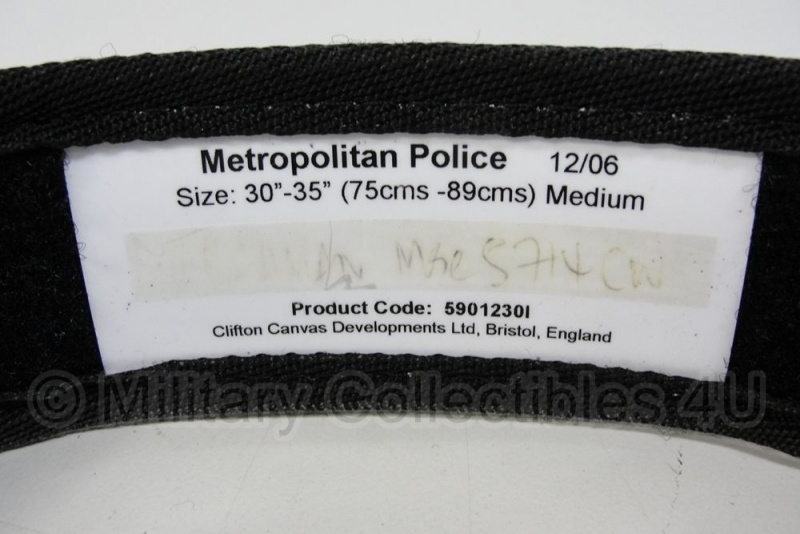 Metropolitan Police 12/06
Size: 30”-35” (75cms -89cms) Medium
5714
Product Code: 5901230I
Clifton Canvas Developments Ltd, Bristol, England
© Military Collectibles 4U